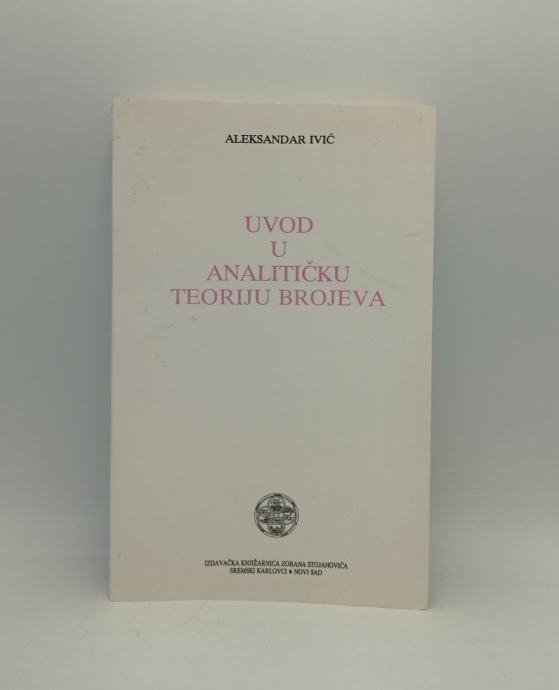 ALEKSANDAR IVIĆ
UVOD
U
ANALITIČKU
TEORIJU BROJEVA
IZDAVAČKA KNJIŽARNICA ZORANA STOJANOVIĆA
SREMSKI KARLOVCI • NOVI SAD